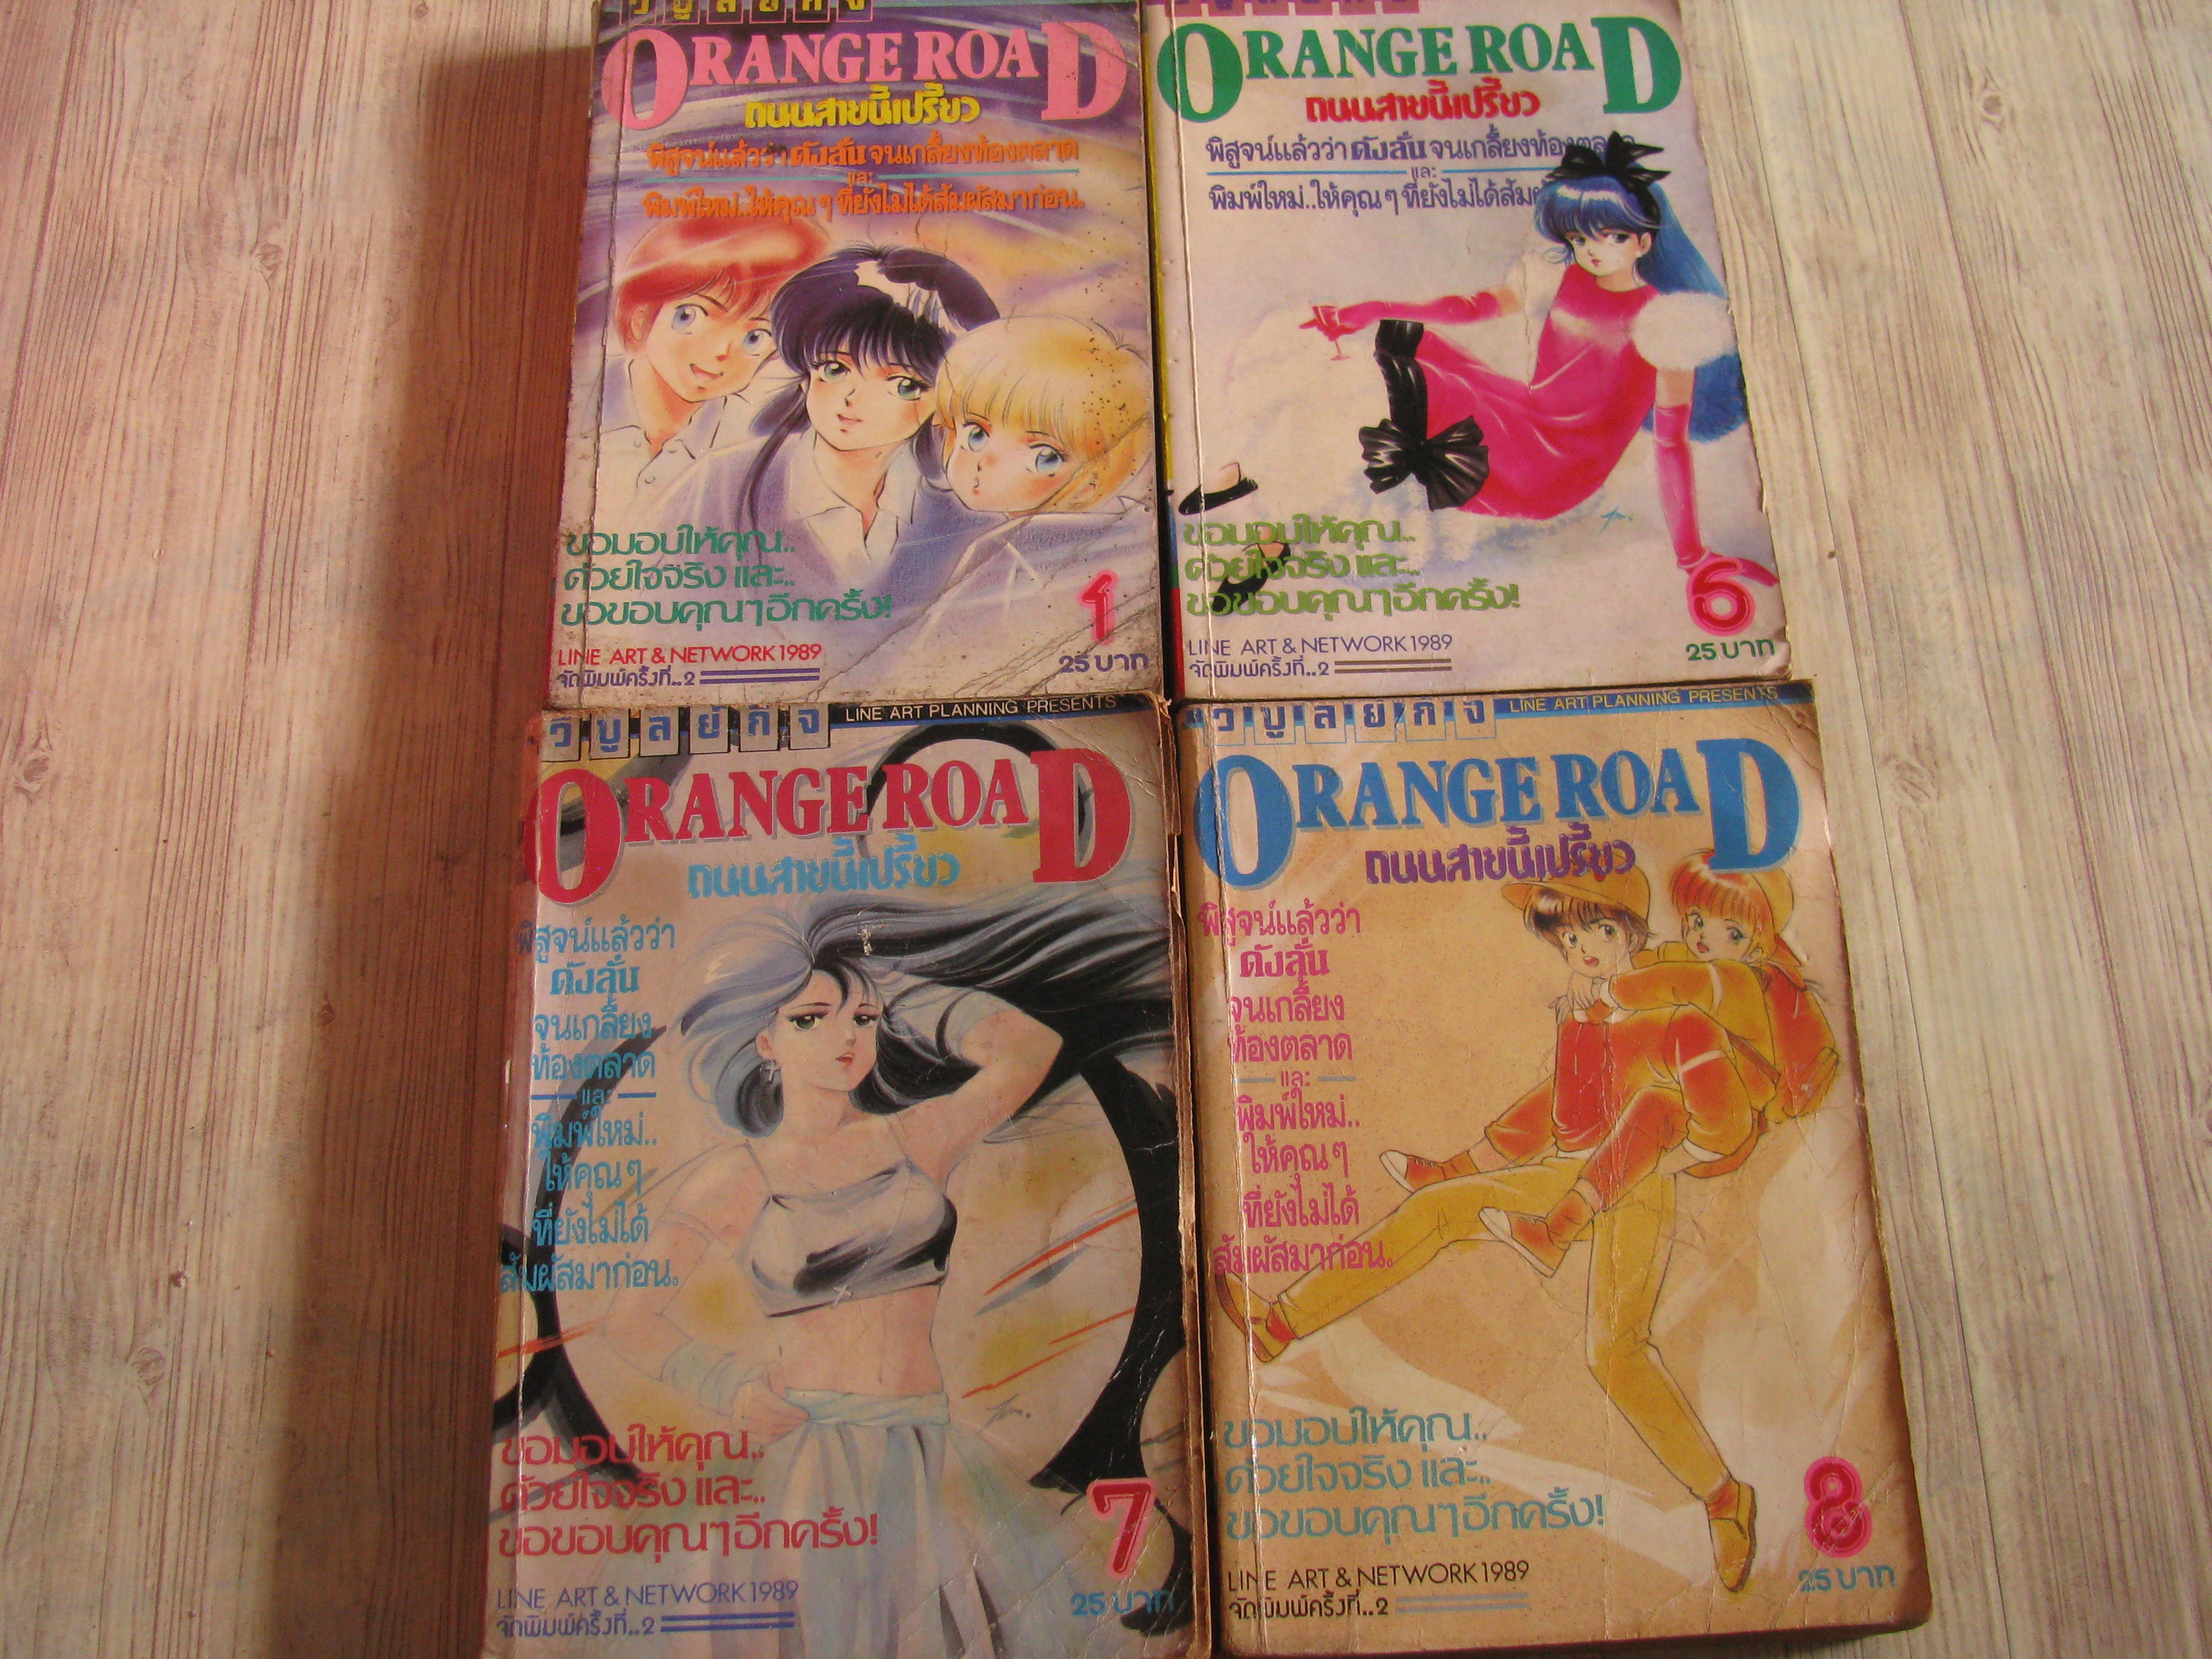 วิบูลย์กิจ
ORANGE ROAD
ถนนสายนี้เปรี้ยว
พิสูจน์แล้วว่าดังลั่นจนเกลี้ยงท้องตลาด
และ
พิมพ์ใหม่..ให้คุณๆที่ยังไม่ได้สัมผัสมาก่อน.
ขอมอบให้คุณ..
ด้วยใจจริง และ..
ขอขอบคุณๆอีกครั้ง!
1
LINE ART & NETWORK 1989
จัดพิมพ์ครั้งที่..2
25 บาท
ORANGE ROAD
ถนนสายนี้เปรี้ยว
พิสูจน์แล้วว่าดังลั่นจนเกลี้ยงท้องตลาด
และ
พิมพ์ใหม่..ให้คุณๆที่ยังไม่ได้
ขอมอบให้คุณ..
ด้วยใจจริง และ..
ขอขอบคุณๆอีกครั้ง!
6
LINE ART & NETWORK 1989
จัดพิมพ์ครั้งที่..2
25 บาท
วิบูลย์กิจ
LINE ART PLANNING PRESENTS
ORANGE ROAD
ถนนสายนี้เปรี้ยว
พิสูจน์แล้วว่า
ดังลั่น
จนเกลี้ยง
ท้องตลาด
และ
พิมพ์ใหม่..
ให้คุณๆ
ที่ยังไม่ได้
สัมผัสมาก่อน.
ขอมอบให้คุณ..
ด้วยใจจริง และ..
ขอขอบคุณๆอีกครั้ง!
7
LINE ART & NETWORK 1989
จัดพิมพ์ครั้งที่..2
25 บาท
วิบูลย์กิจ
LINE ART PLANNING PRESENTS
ORANGE ROAD
ถนนสายนี้เปรี้ยว
พิสูจน์แล้วว่า
ดังลั่น
จนเกลี้ยง
ท้องตลาด
และ
พิมพ์ใหม่..
ให้คุณๆ
ที่ยังไม่ได้
สัมผัสมาก่อน.
ขอมอบให้คุณ..
ด้วยใจจริง และ..
ขอขอบคุณๆอีกครั้ง!
8
LINE ART & NETWORK 1989
จัดพิมพ์ครั้งที่..2
25 บาท